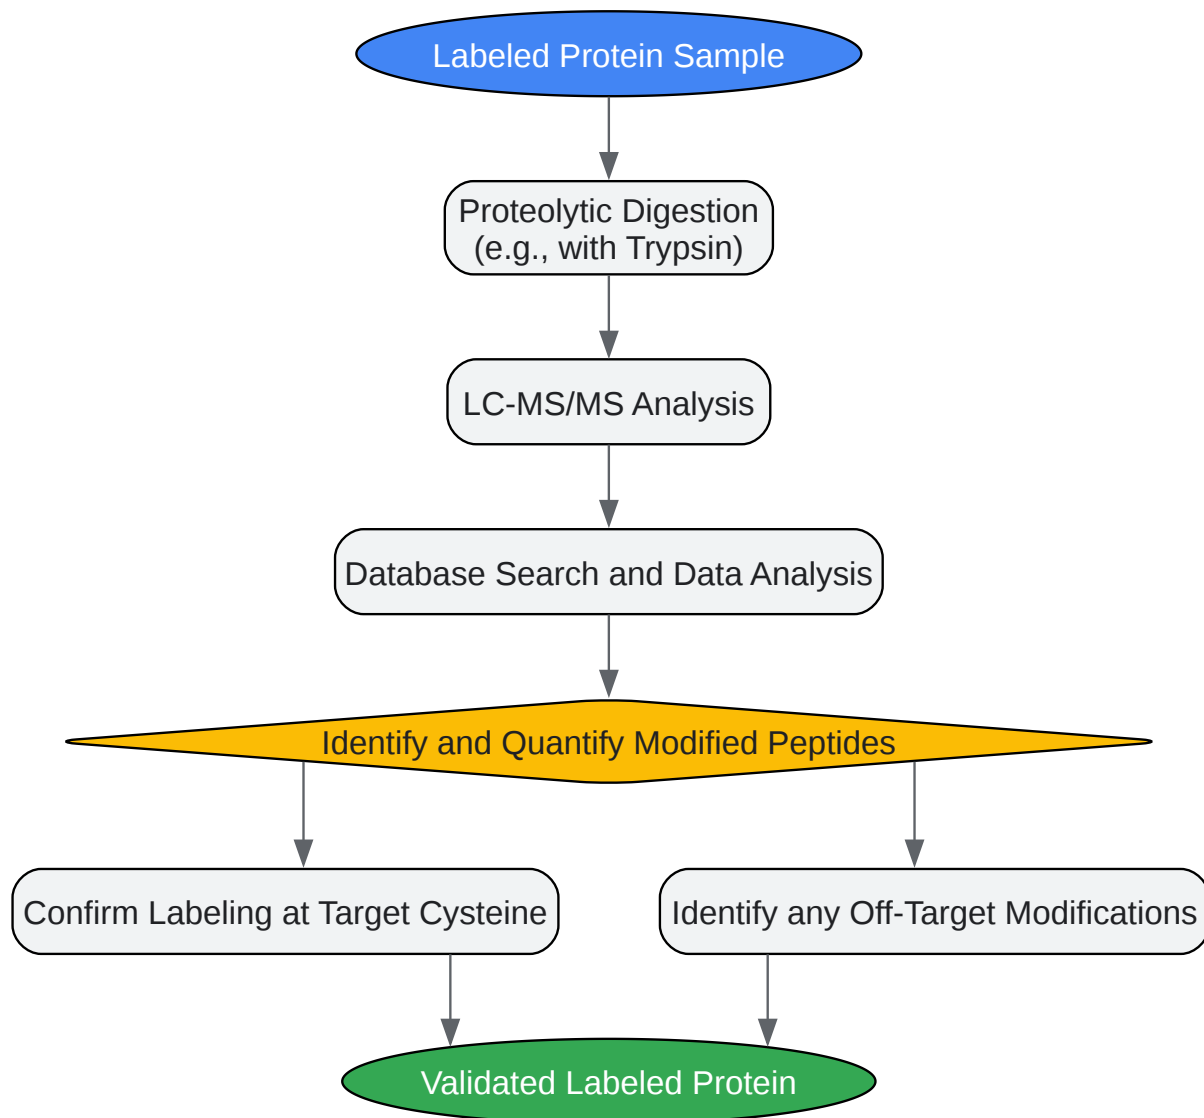 Labeled Protein Sample
Proteolytic Digestion
(e.g., with Trypsin)
LC-MS/MS Analysis
Database Search and Data Analysis
Identify and Quantify Modified Peptides
Confirm Labeling at Target Cysteine
Identify any Off-Target Modifications
Validated Labeled Protein